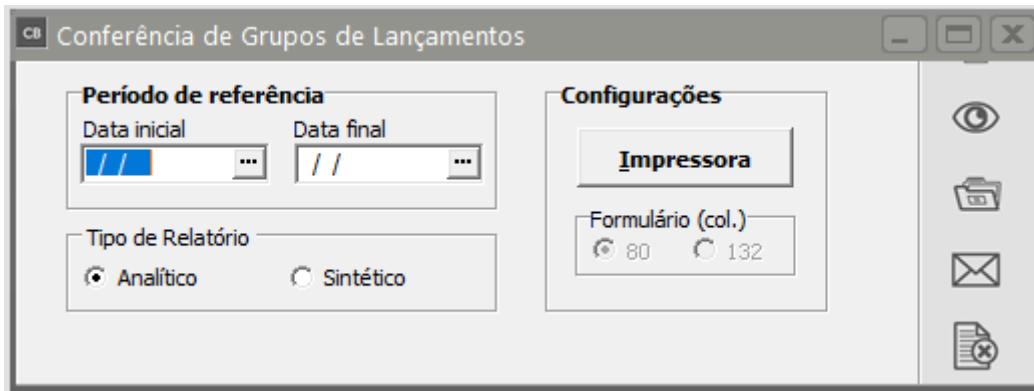 CB Conferência de Grupos de Lançamentos
Período de referência
Data inicial Data final
/ / ... / / ...
Tipo de Relatório
Analítico Sintético
Configurações
Impressora
Formulário (col.)
80 132